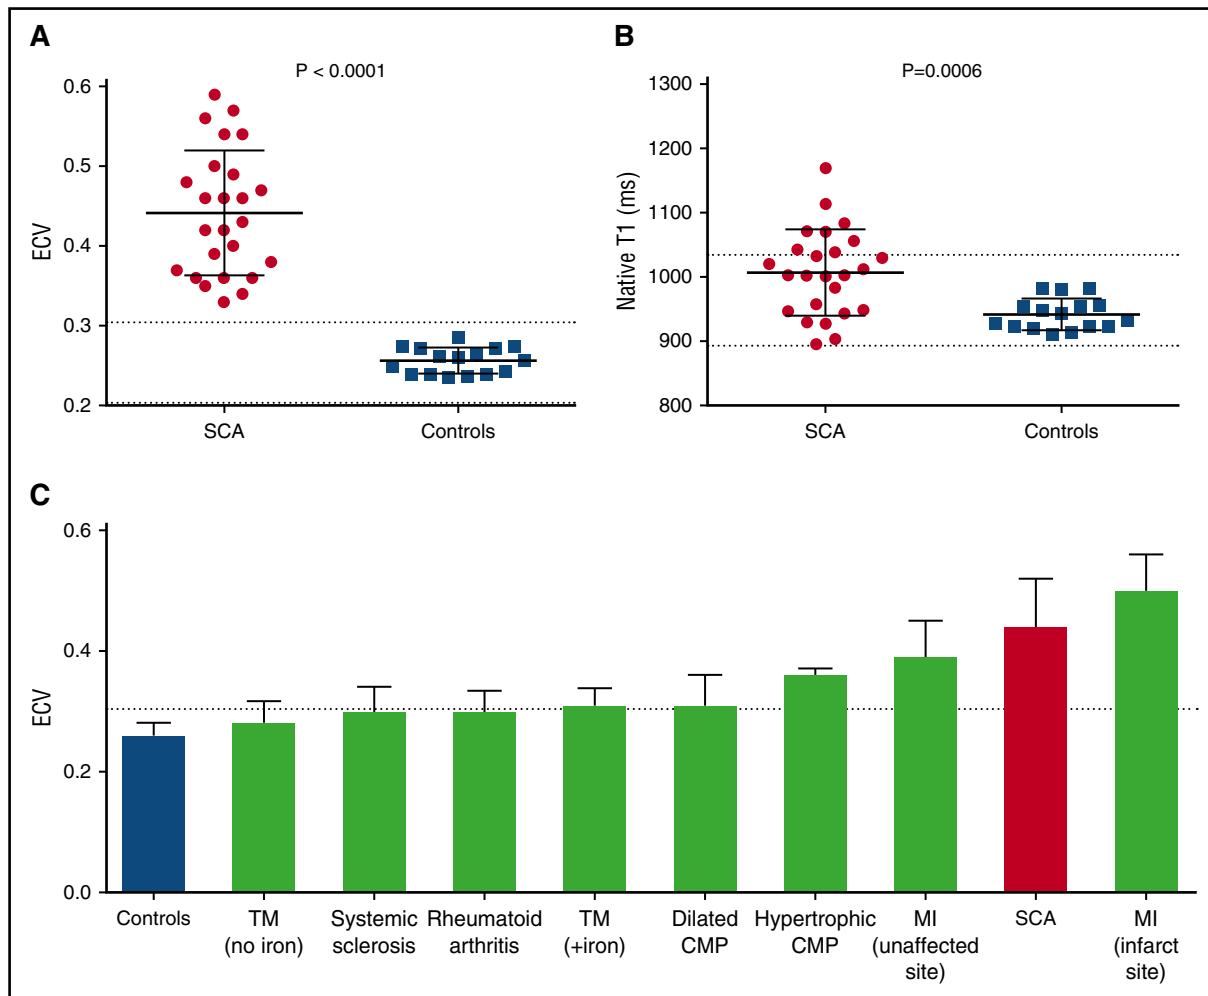 A
P < 0.0001
0.6
0.5
0.4
0.3
0.2
ECV
SCA
Controls
B
P=0.0006
1300
1200
1100
1000
900
800
Native T1 (ms)
SCA
Controls
C
0.6
0.4
0.2
0.0
ECV
Controls
TM
(no iron)
Systemic
sclerosis
Rheumatoid
arthritis
TM
(+iron)
Dilated
CMP
Hypertrophic
CMP
MI
(unaffected
site)
SCA
MI
(infarct
site)